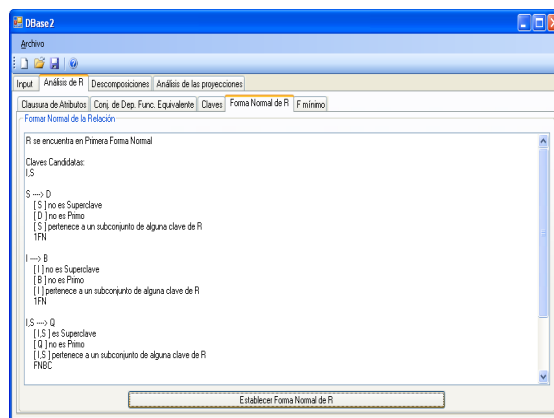 DBase2
Archivo
Input Análisis de R Descomposiciones Análisis de las proyecciones
Clausura de Atributos Conj. de Dep. Func. Equivalente Claves Forma Normal de R F mínimo
Formar Normal de la Relación
R se encuentra en Primera Forma Normal
Claves Candidatas:
I,S
S ----> D
[ S ] no es Superclave
[ D ] no es Primo
[ S ] pertenece a un subconjunto de alguna clave de R
1FN
I ----> B
[ I ] no es Superclave
[ B ] no es Primo
[ I ] pertenece a un subconjunto de alguna clave de R
1FN
I,S ----> Q
[ I,S ] es Superclave
[ Q ] no es Primo
[ I,S ] pertenece a un subconjunto de alguna clave de R
FNBC
Establecer Forma Normal de R